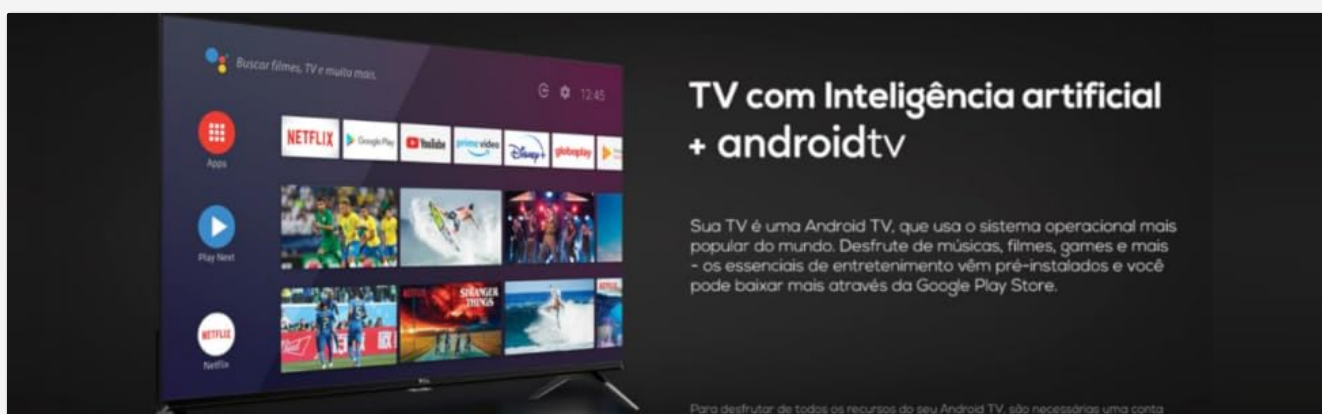 Buscar filmes, TV e muito mais.
12:45
NETFLIX
Google Play
YouTube
prime video
Disney+
globoplay
Apps
Play Next
STRANGER
THINGS
NETFLIX
Netflix
TCL
TV com Inteligência artificial
+ androidtv
Sua TV é uma Android TV, que usa o sistema operacional mais
popular do mundo. Desfrute de músicas, filmes, games e mais
- os essenciais de entretenimento vêm pré-instalados e você
pode baixar mais através da Google Play Store.
Para desfrutar de todos os recursos do seu Android TV, são necessárias uma conta